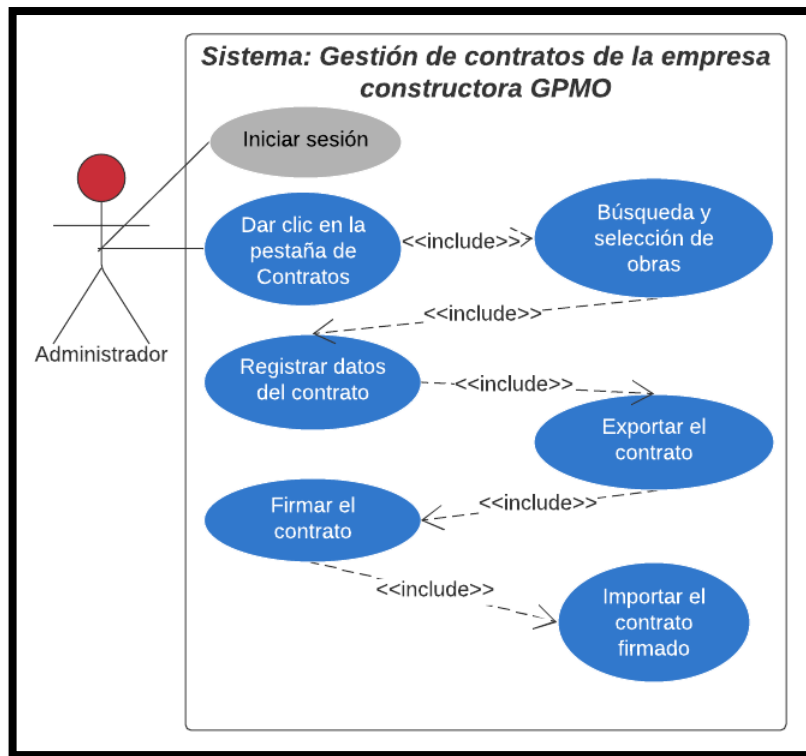 Sistema: Gestión de contratos de la empresa
constructora GPMO
Iniciar sesión
Dar clic en la
pestaña de
Contratos
<<include>>
Búsqueda y
selección de
obras
<<include>>
Administrador
Registrar datos
del contrato
<<include>>
Exportar el
contrato
<<include>>
Firmar el
contrato
<<include>>
Importar el
contrato
firmado